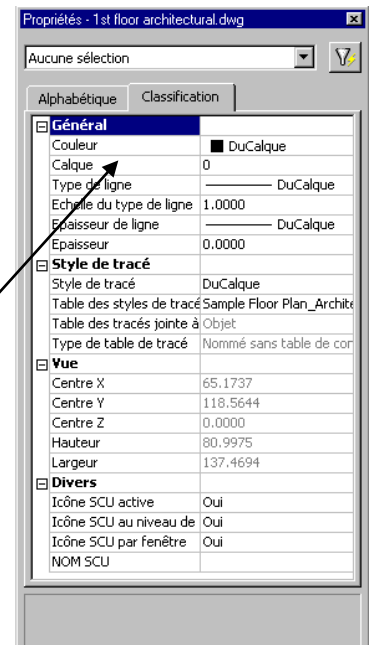 Propriétés - 1st floor architectural.dwg
Aucune sélection
Alphabétique Classification
Général
Couleur DuCalque
Calque 0
Type de ligne DuCalque
Echelle du type de ligne 1.0000
Epaisseur de ligne DuCalque
Epaisseur 0.0000
Style de tracé
Style de tracé DuCalque
Table des styles de tracé Sample Floor Plan_Archite
Table des tracés jointe à Objet
Type de table de tracé Nommé sans table de cor
Vue
Centre X 65.1737
Centre Y 118.5644
Centre Z 0.0000
Hauteur 80.9975
Largeur 137.4694
Divers
Icône SCU active Oui
Icône SCU au niveau de Oui
Icône SCU par fenêtre Oui
NOM SCU